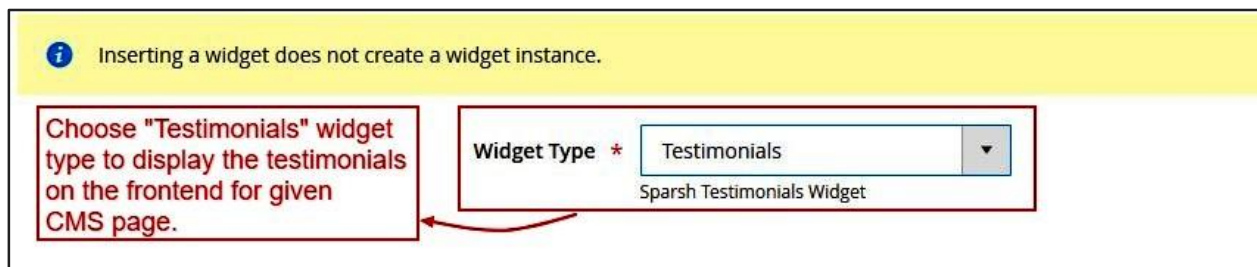 Inserting a widget does not create a widget instance.
Choose "Testimonials" widget
type to display the testimonials
on the frontend for given
CMS page.
Widget Type * Testimonials
Sparsh Testimonials Widget